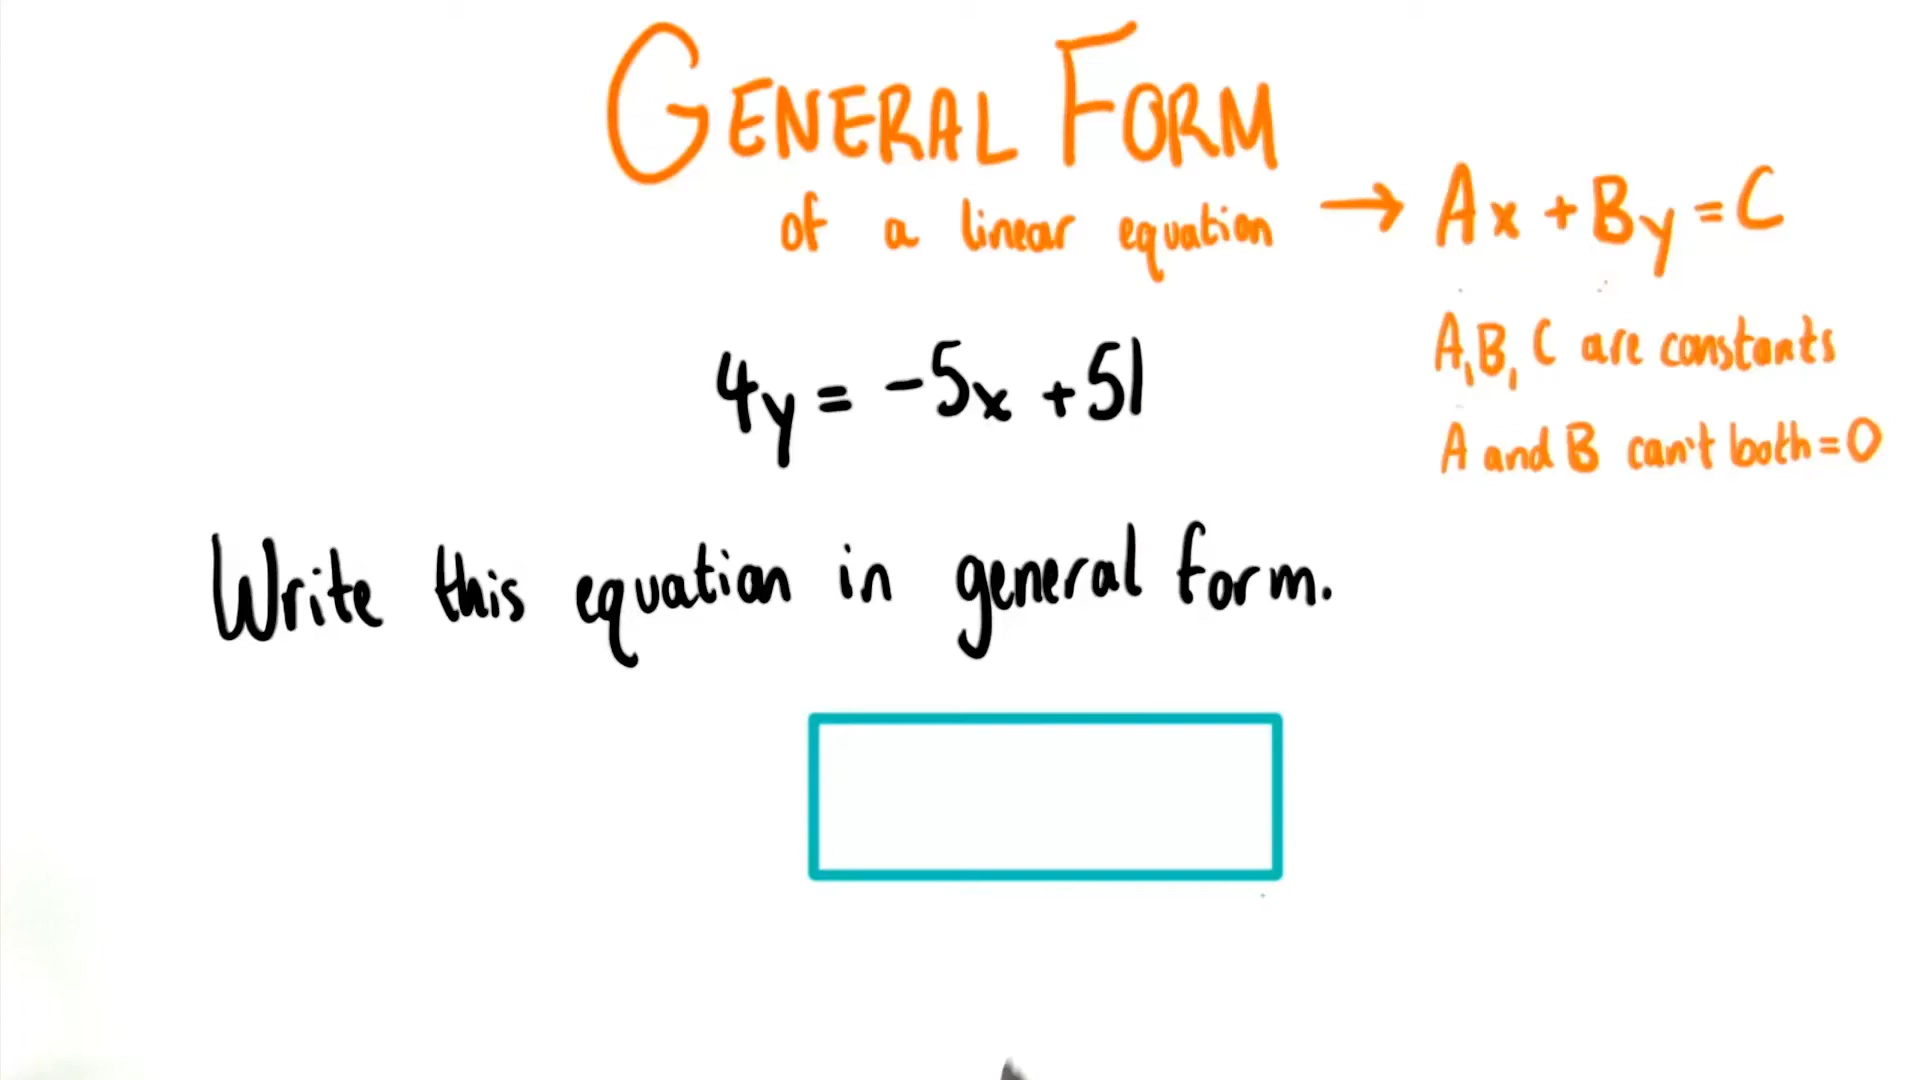 GENERAL FORM
of a linear equation → Ax + By = C
A, B, C are constants
A and B can't both = 0
4y = -5x + 51
Write this equation in general form.